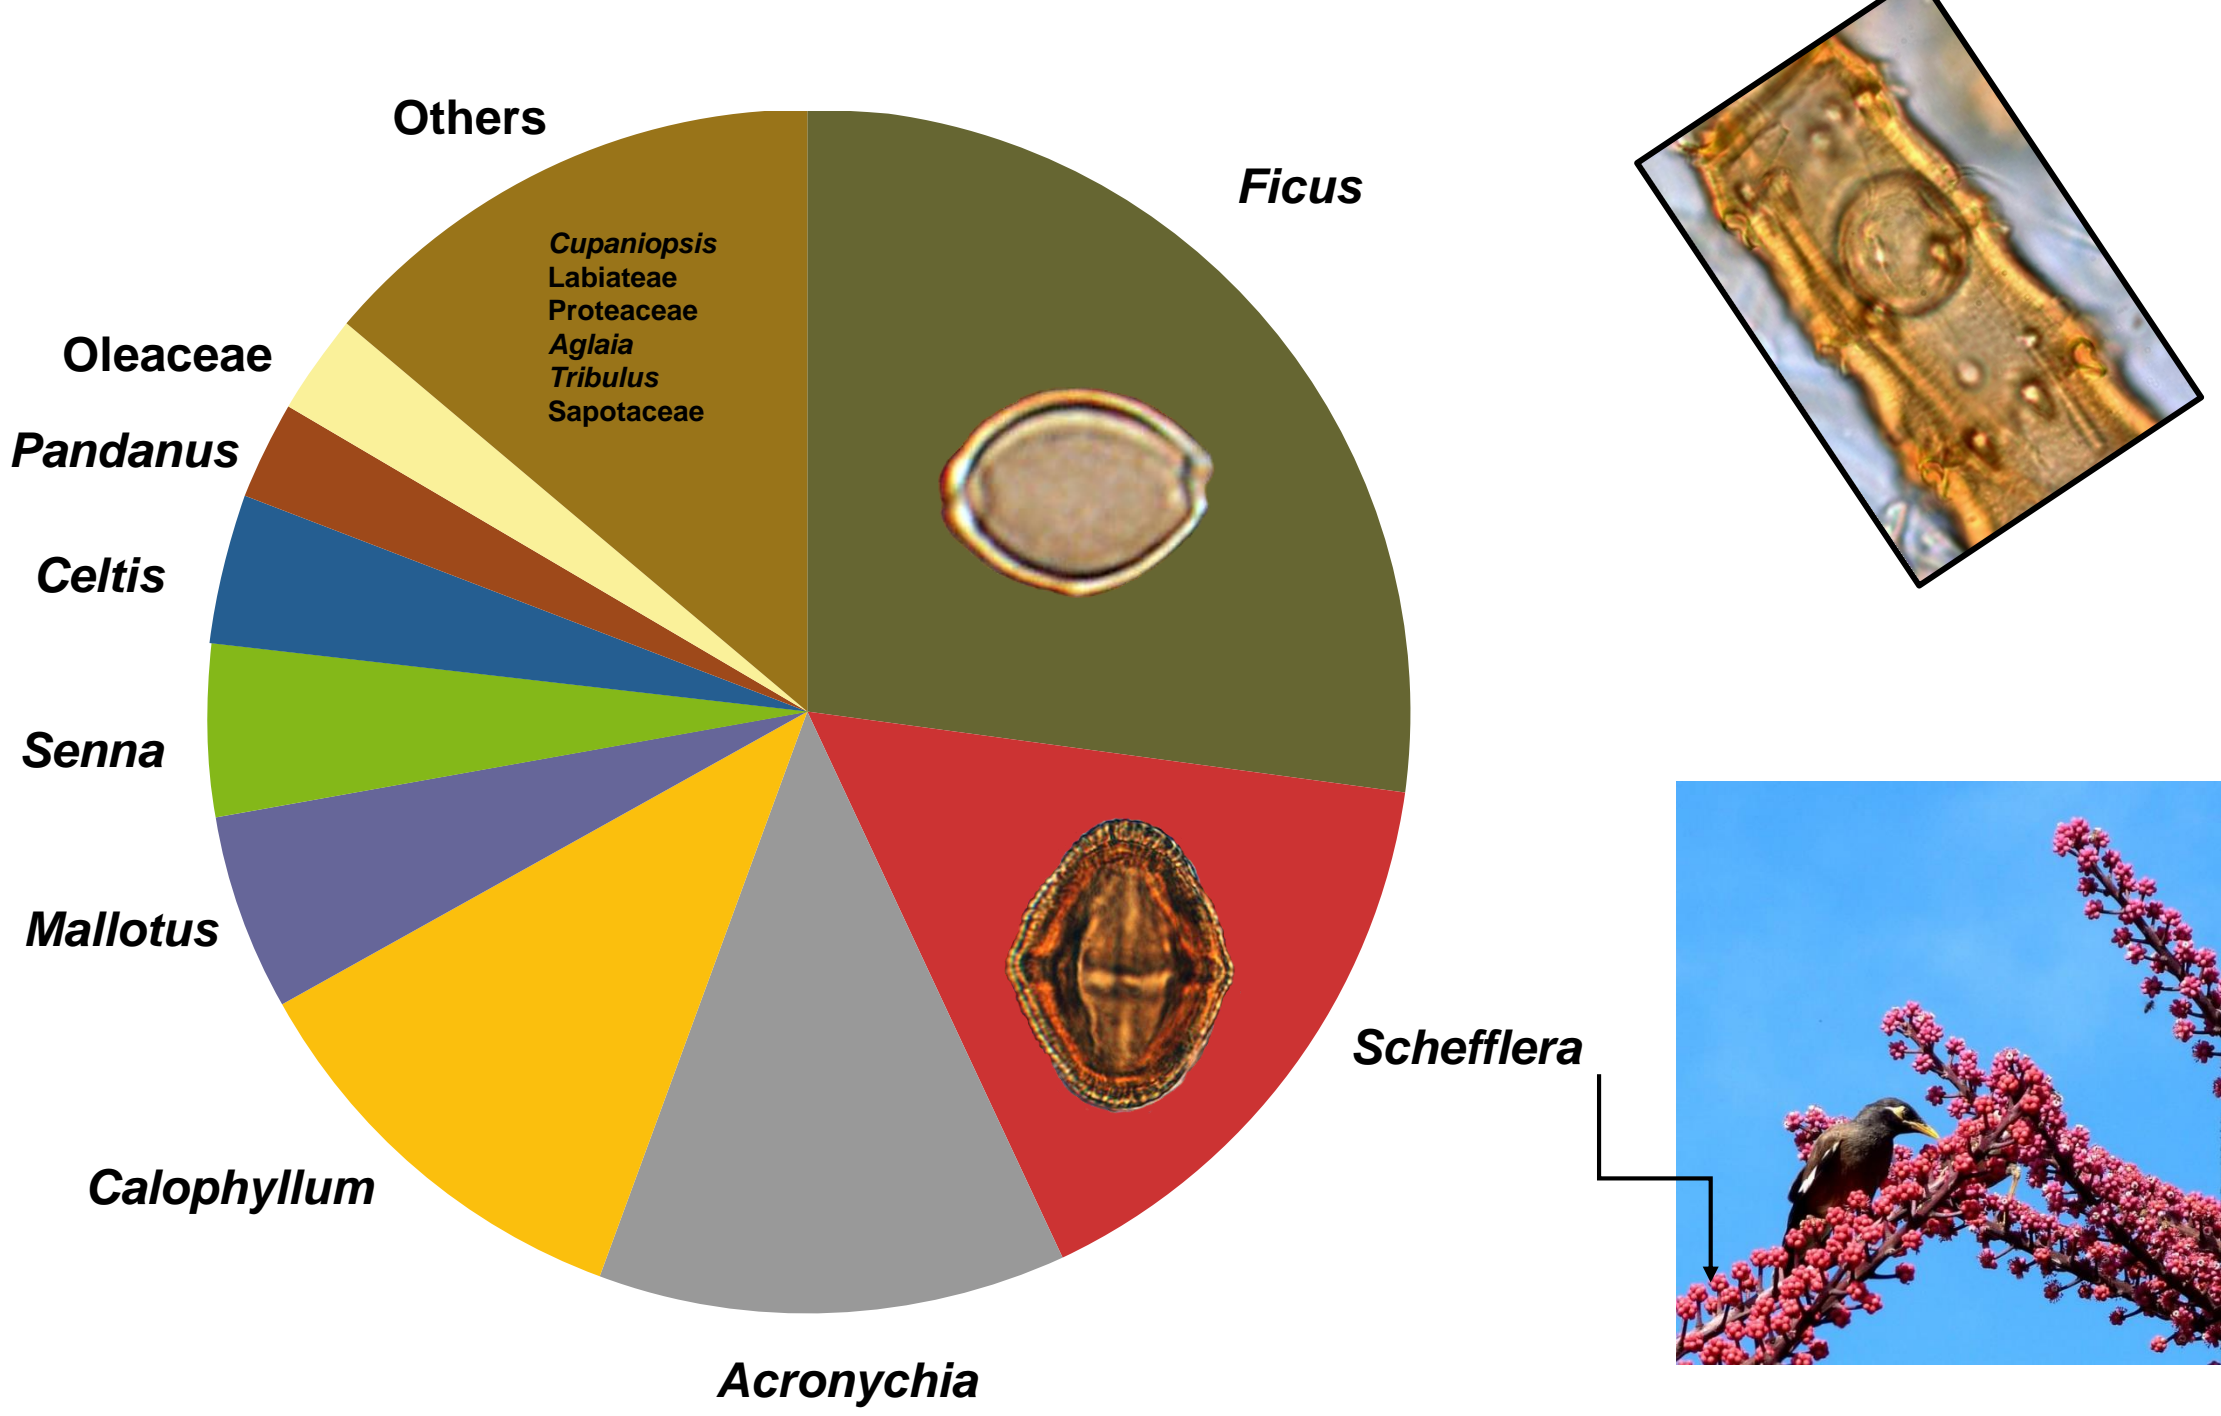 Others
Ficus
Cupaniopsis
Labiateae
Proteaceae
Aglaia
Tribulus
Sapotaceae
Oleaceae
Pandanus
Celtis
Senna
Mallotus
Schefflera
Calophyllum
Acronychia